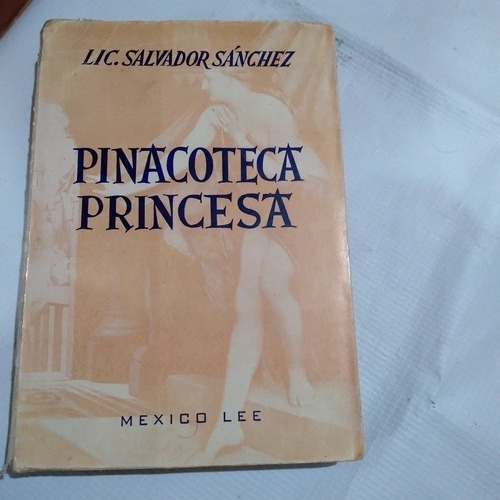 LIC. SALVADOR SÁNCHEZ
PINACOTECA
PRINCESA
MEXICO LEE